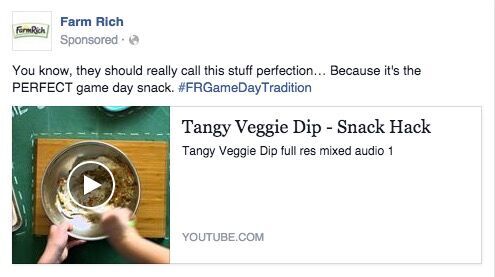 FarmRich
Farm Rich
Sponsored ·
You know, they should really call this stuff perfection… Because it's the
PERFECT game day snack. #FRGameDayTradition
Tangy Veggie Dip - Snack Hack
Tangy Veggie Dip full res mixed audio 1
YOUTUBE.COM